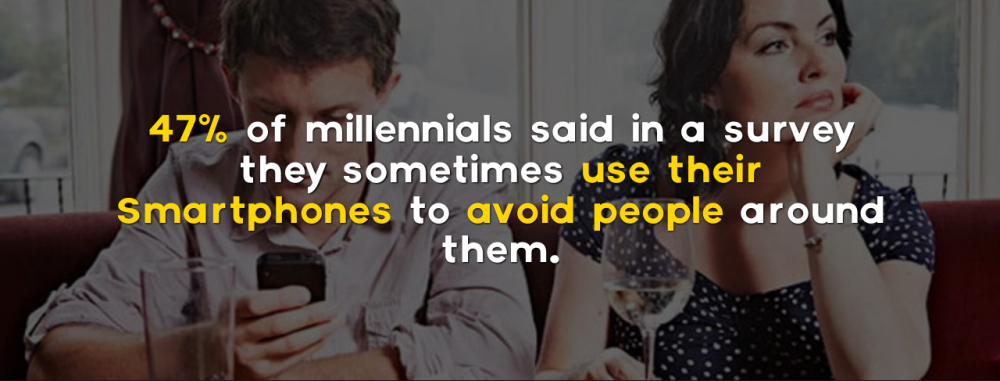 47% of millennials said in a survey
they sometimes use their
Smartphones to avoid people around
them.